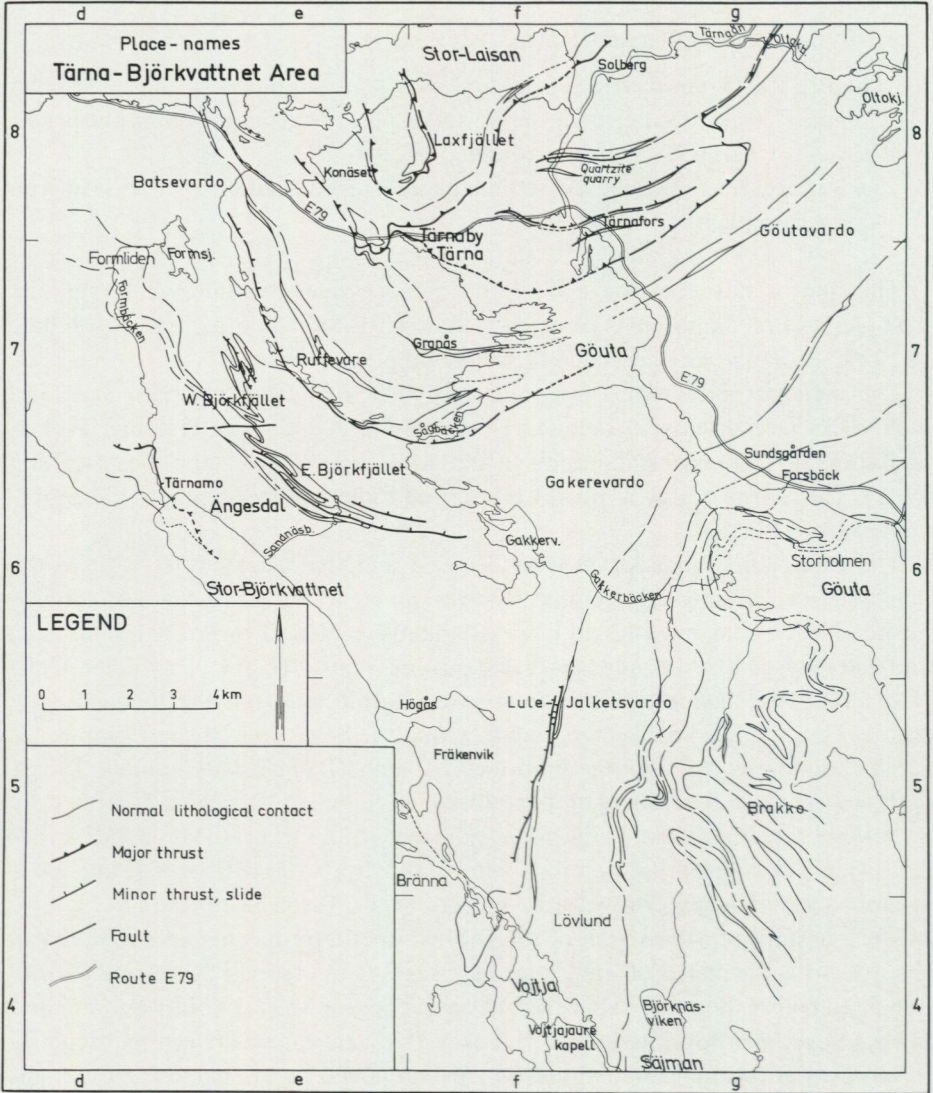 d e f g
Place-names
Tärna-Björkvattnet Area
Stor-Laisan
Tärnaån
Oltokå
Solberg
Oltokj.
8 8
Laxfjället
Konäset
Quartzite
quarry
Batsevardo
E79
Tärnafors
Tärnaby
Tärna
Göutavardo
Formliden
Formsj.
Formbäcken
7 7
Granås
Göuta
Ruffevare
E79
W. Björkfjället
Sågbäcken
Sundsgården
Forsbäck
E. Björkfjället
Gakerevardo
Tärnamo
Ängesdal
Sandnäsb.
Gakkerv.
6 6
Storholmen
Gakkerbäcken
Göuta
Stor-Björkvattnet
LEGEND
0 1 2 3 4 km
Högås
Lule-Jalketsvardo
Fräkenvik
5 5
Brakko
Normal lithological contact
Major thrust
Minor thrust, slide
Fault
Route E79
Bränna
Lövlund
4 4
Vojtja
Björknäs-
viken
Vojtjajaure
kapell
Säjman
d e f g